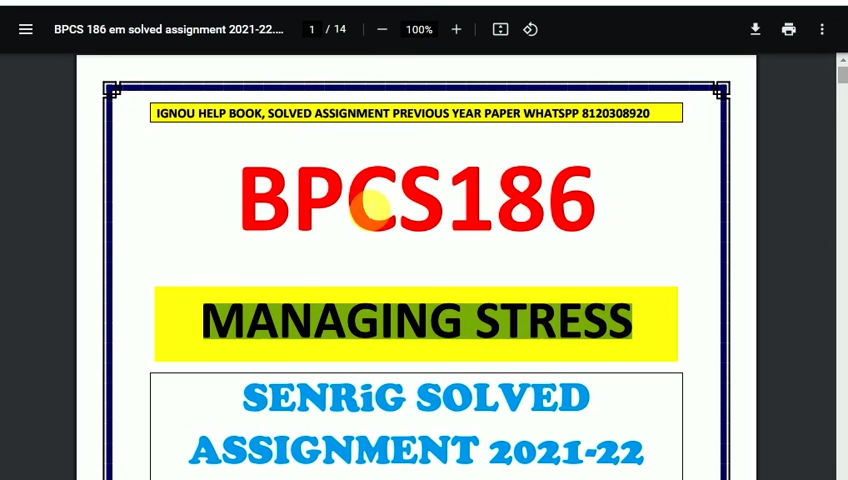 BPCS 186 em solved assignment 2021-22.... 1 / 14 100%
IGNOU HELP BOOK, SOLVED ASSIGNMENT PREVIOUS YEAR PAPER WHATSPP 8120308920
BPCS186
MANAGING STRESS
SENRiG SOLVED
ASSIGNMENT 2021-22